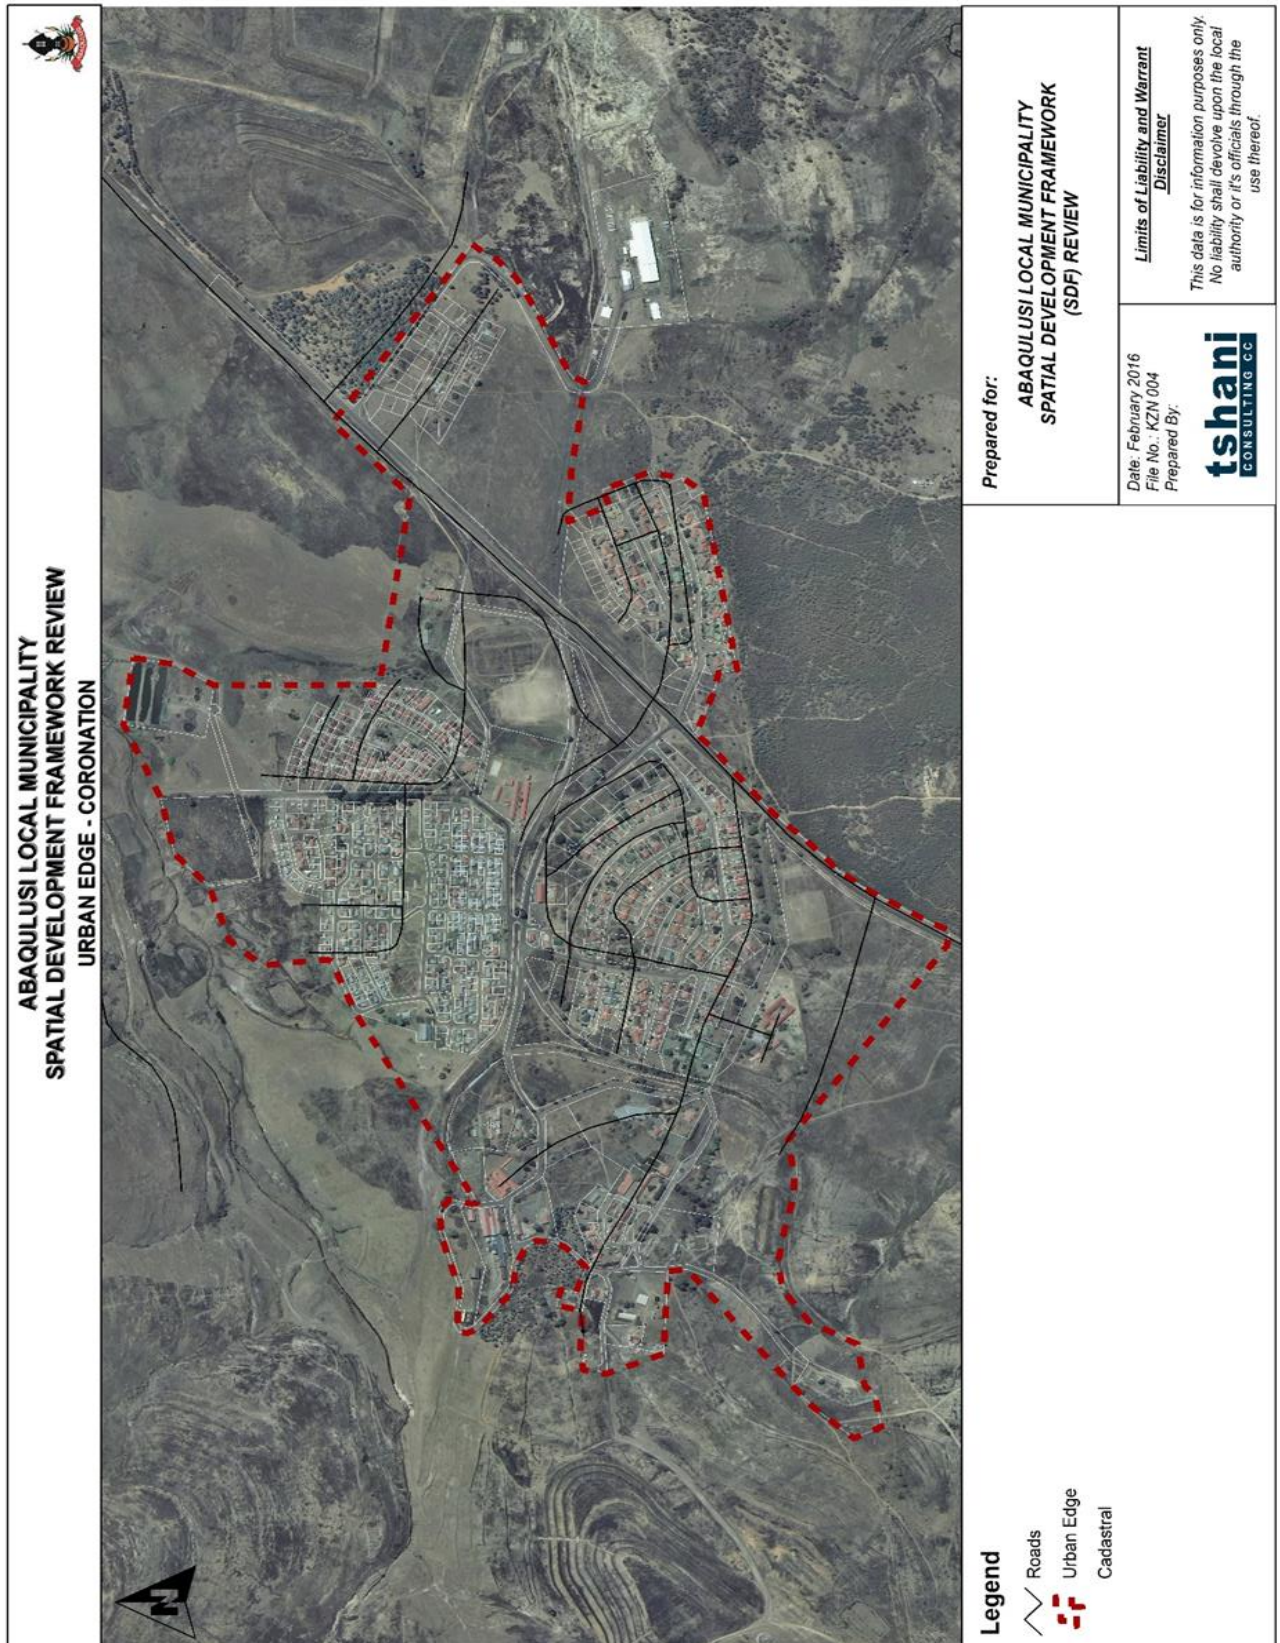 ABAQULUSI LOCAL MUNICIPALITY
SPATIAL DEVELOPMENT FRAMEWORK REVIEW
URBAN EDGE - CORONATION
N
Legend
Roads
Urban Edge
Cadastral
Prepared for:
ABAQULUSI LOCAL MUNICIPALITY
SPATIAL DEVELOPMENT FRAMEWORK
(SDF) REVIEW
Date: February 2016
File No.: KZN 004
Prepared By:
tshani
CONSULTING CC
Limits of Liability and Warrant
Disclaimer
This data is for information purposes only.
No liability shall devolve upon the local
authority or it's officials through the
use thereof.